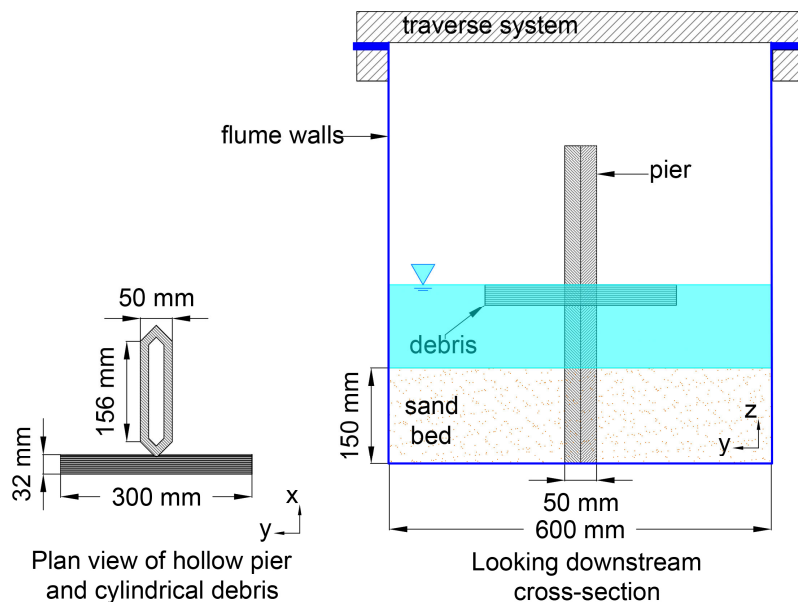 traverse system
flume walls
pier
50 mm
debris
156 mm
sand
bed
150 mm
z
y
32 mm
300 mm
x
y
50 mm
600 mm
Plan view of hollow pier
and cylindrical debris
Looking downstream
cross-section